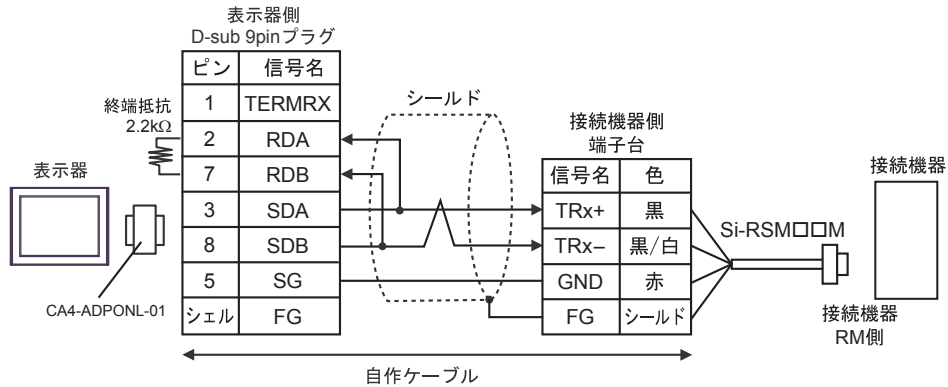 表示器側
D-sub 9pinプラグ
ピン 信号名
1 TERMRX
2 RDA
7 RDB
3 SDA
8 SDB
5 SG
シェル FG
終端抵抗
2.2kΩ
表示器
CA4-ADPONL-01
シールド
接続機器側
端子台
信号名 色
TRx+ 黒
TRx− 黒/白
GND 赤
FG シールド
Si-RSM□□M
接続機器
接続機器
RM側
自作ケーブル